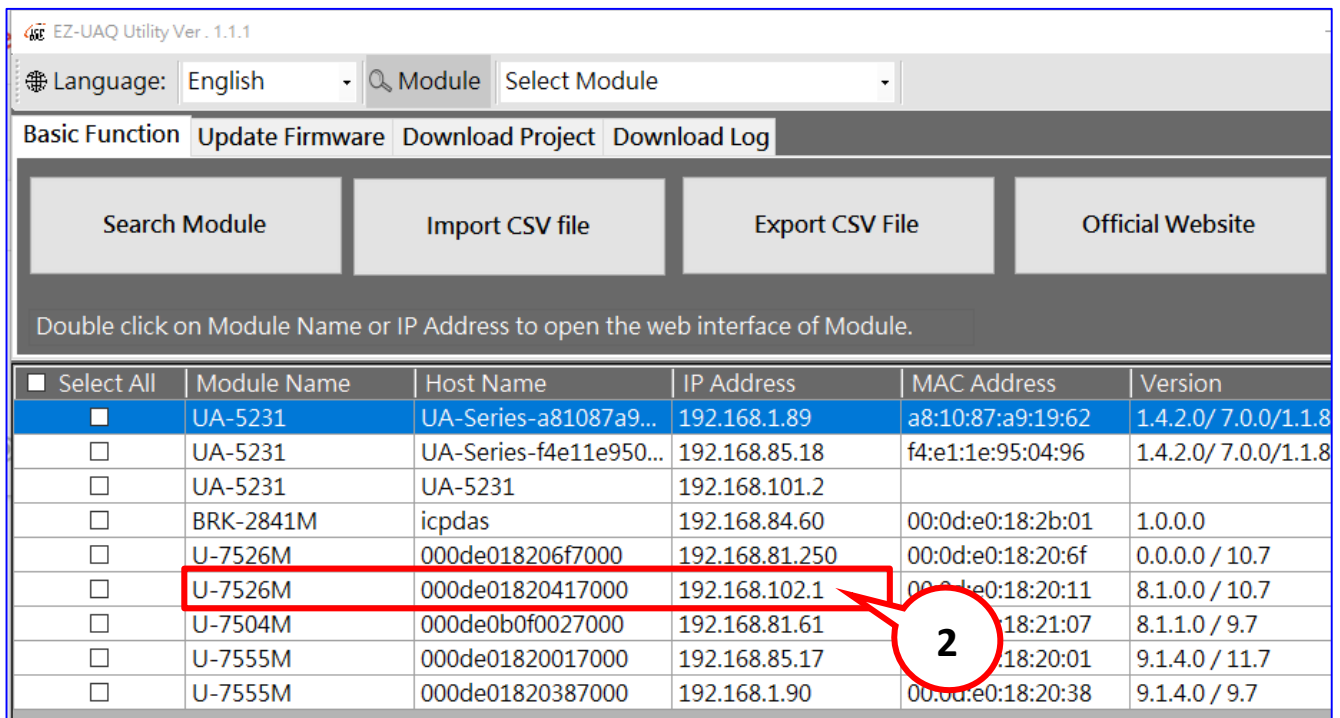 EZ-UAQ Utility Ver . 1.1.1
Language: English Module Select Module
Basic Function Update Firmware Download Project Download Log
Search Module Import CSV file Export CSV File Official Website
Double click on Module Name or IP Address to open the web interface of Module.
Select All Module Name Host Name IP Address MAC Address Version
UA-5231 UA-Series-a81087a9... 192.168.1.89 a8:10:87:a9:19:62 1.4.2.0/ 7.0.0/1.1.8
UA-5231 UA-Series-f4e11e950... 192.168.85.18 f4:e1:1e:95:04:96 1.4.2.0/ 7.0.0/1.1.8
UA-5231 UA-5231 192.168.101.2
BRK-2841M icpdas 192.168.84.60 00:0d:e0:18:2b:01 1.0.0.0
U-7526M 000de018206f7000 192.168.81.250 00:0d:e0:18:20:6f 0.0.0.0 / 10.7
U-7526M 000de01820417000 192.168.102.1 :e0:18:20:11 8.1.0.0 / 10.7
U-7504M 000de0b0f0027000 192.168.81.61 :18:21:07 8.1.1.0 / 9.7
2
U-7555M 000de01820017000 192.168.85.17 :18:20:01 9.1.4.0 / 11.7
U-7555M 000de01820387000 192.168.1.90 00:0d:e0:18:20:38 9.1.4.0 / 9.7